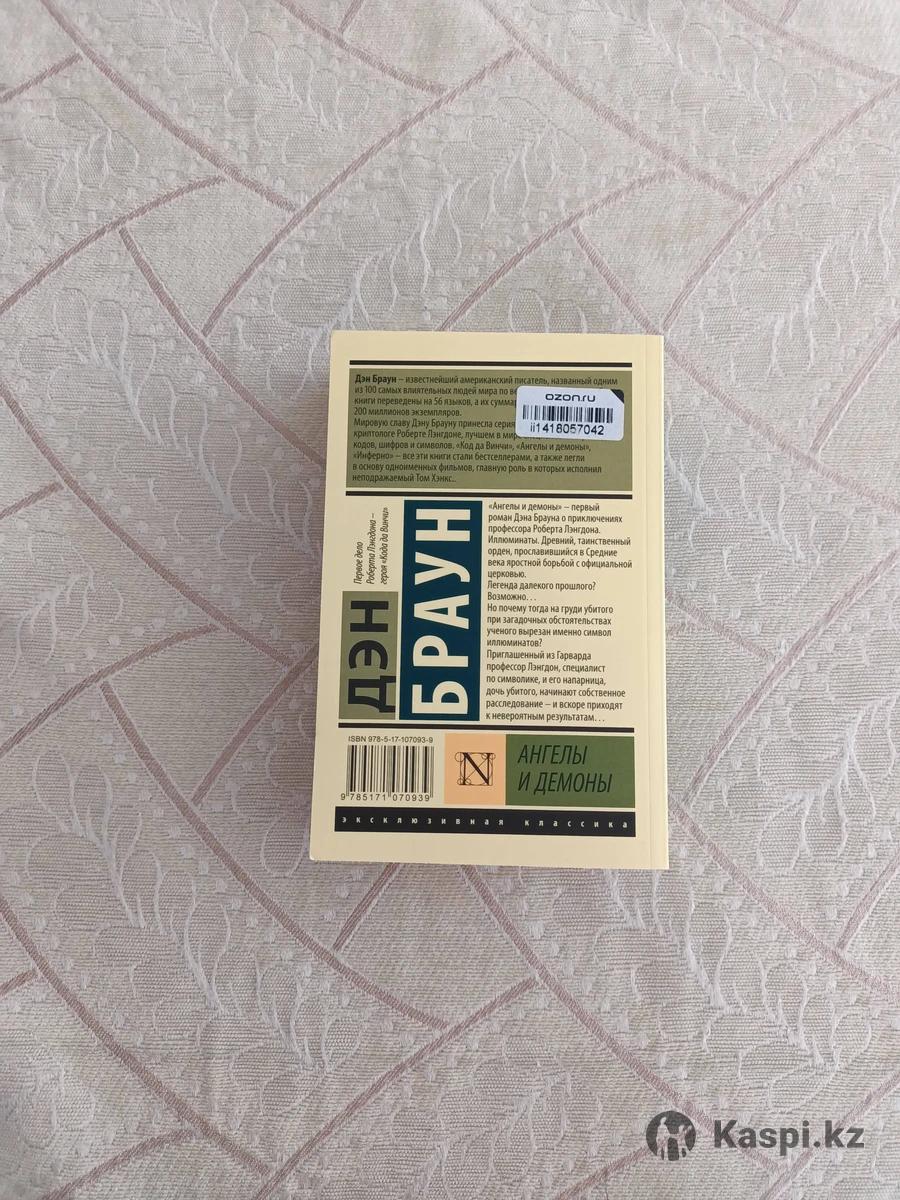 Дэн Браун – известнейший американский писатель, названный одним
из 100 самых влиятельных людей мира по ве
книги переведены на 56 языков, а их суммар
200 миллионов экземпляров.
Мировую славу Дэну Брауну принесла серия
криптологе Роберте Лэнгдоне, лучшем в мире
кодов, шифров и символов. «Код да Винчи», «Ангелы и демоны»,
«Инферно» – все эти книги стали бестселлерами, а также легли
в основу одноименных фильмов, главную роль в которых исполнил
неподражаемый Том Хэнкс..
ozon.ru
ii1418057042
Первое дело
Роберта Лэнгдона –
героя «Кода да Винчи»
ДЭН
БРАУН
«Ангелы и демоны» – первый
роман Дэна Брауна о приключениях
профессора Роберта Лэнгдона.
Иллюминаты. Древний, таинственный
орден, прославившийся в Средние
века яростной борьбой с официальной
церковью.
Легенда далекого прошлого?
Возможно...
Но почему тогда на груди убитого
при загадочных обстоятельствах
ученого вырезан именно символ
иллюминатов?
Приглашенный из Гарварда
профессор Лэнгдон, специалист
по символике, и его напарница,
дочь убитого, начинают собственное
расследование – и вскоре приходят
к невероятным результатам...
ISBN 978-5-17-107093-9
9 785171 070939
N
АНГЕЛЫ
И ДЕМОНЫ
эксклюзивная классика
Kaspi.kz